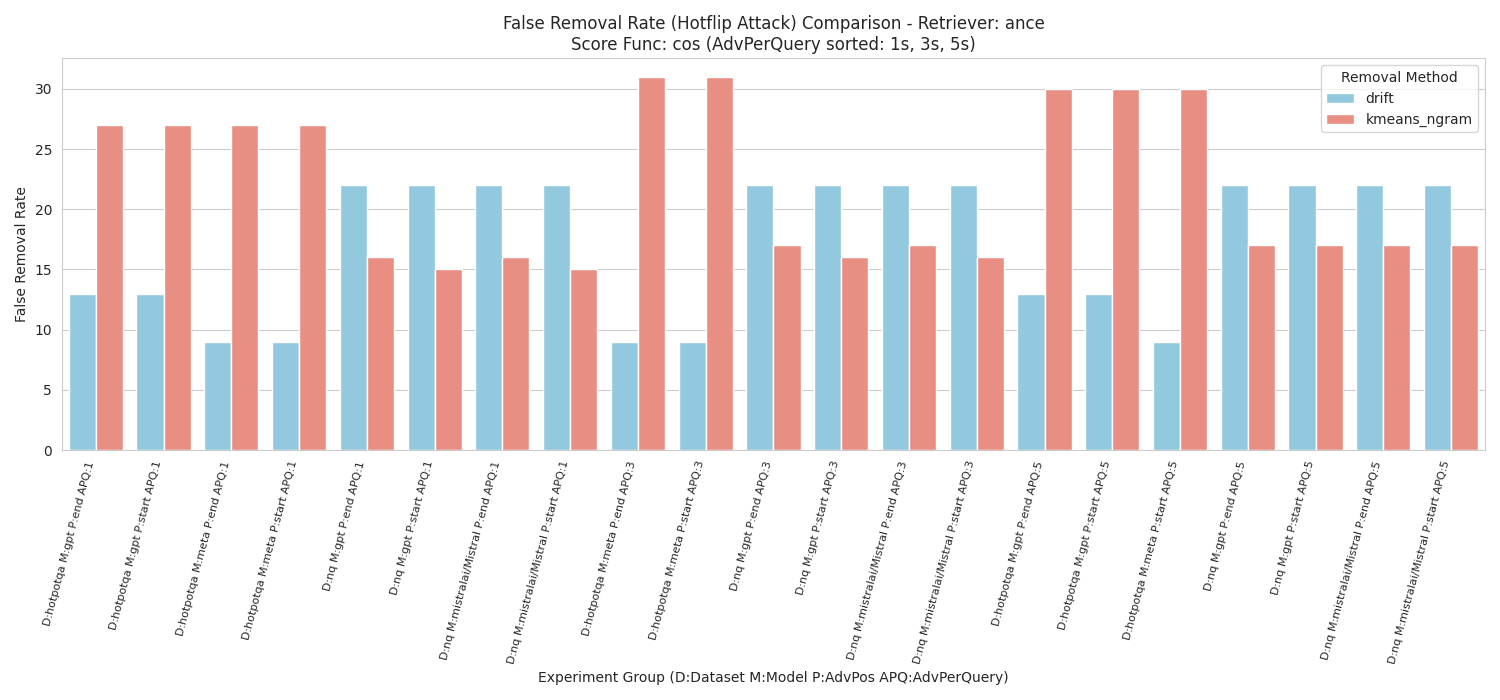 False Removal Rate (Hotflip Attack) Comparison - Retriever: ance
Score Func: cos (AdvPerQuery sorted: 1s, 3s, 5s)
Removal Method
drift
kmeans_ngram
False Removal Rate
30
25
20
15
10
5
0
D:hotpotqa M:gpt P:end APQ:1
D:hotpotqa M:gpt P:start APQ:1
D:hotpotqa M:meta P:end APQ:1
D:hotpotqa M:meta P:start APQ:1
D:nq M:gpt P:end APQ:1
D:nq M:gpt P:start APQ:1
D:nq M:mistralai/Mistral P:end APQ:1
D:nq M:mistralai/Mistral P:start APQ:1
D:hotpotqa M:meta P:end APQ:3
D:hotpotqa M:meta P:start APQ:3
D:nq M:gpt P:end APQ:3
D:nq M:gpt P:start APQ:3
D:nq M:mistralai/Mistral P:end APQ:3
D:nq M:mistralai/Mistral P:start APQ:3
D:hotpotqa M:gpt P:end APQ:5
D:hotpotqa M:gpt P:start APQ:5
D:hotpotqa M:meta P:start APQ:5
D:nq M:gpt P:end APQ:5
D:nq M:gpt P:start APQ:5
D:nq M:mistralai/Mistral P:end APQ:5
D:nq M:mistralai/Mistral P:start APQ:5
Experiment Group (D:Dataset M:Model P:AdvPos APQ:AdvPerQuery)